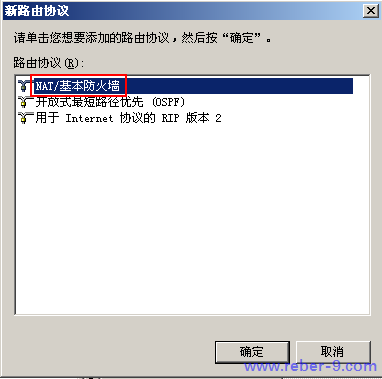 新路由协议
请单击您想要添加的路由协议，然后按“确定”。
路由协议(R):
NAT/基本防火墙
开放式最短路径优先 (OSPF)
用于 Internet 协议的 RIP 版本 2
确定
取消
www.reber-9.com